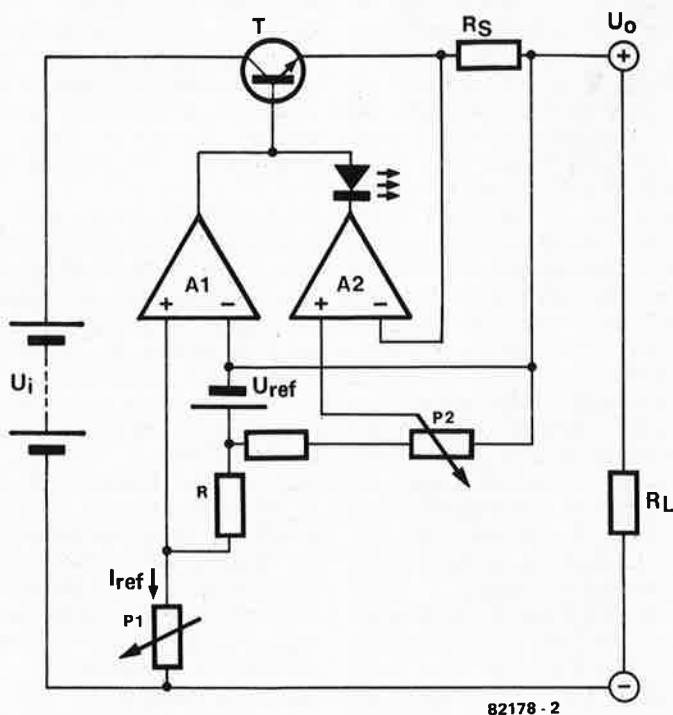 T
RS
Uo
+
A1
+ −
A2
+ −
Ui
Uref
P2
R
RL
Iref
P1
−
82178 - 2